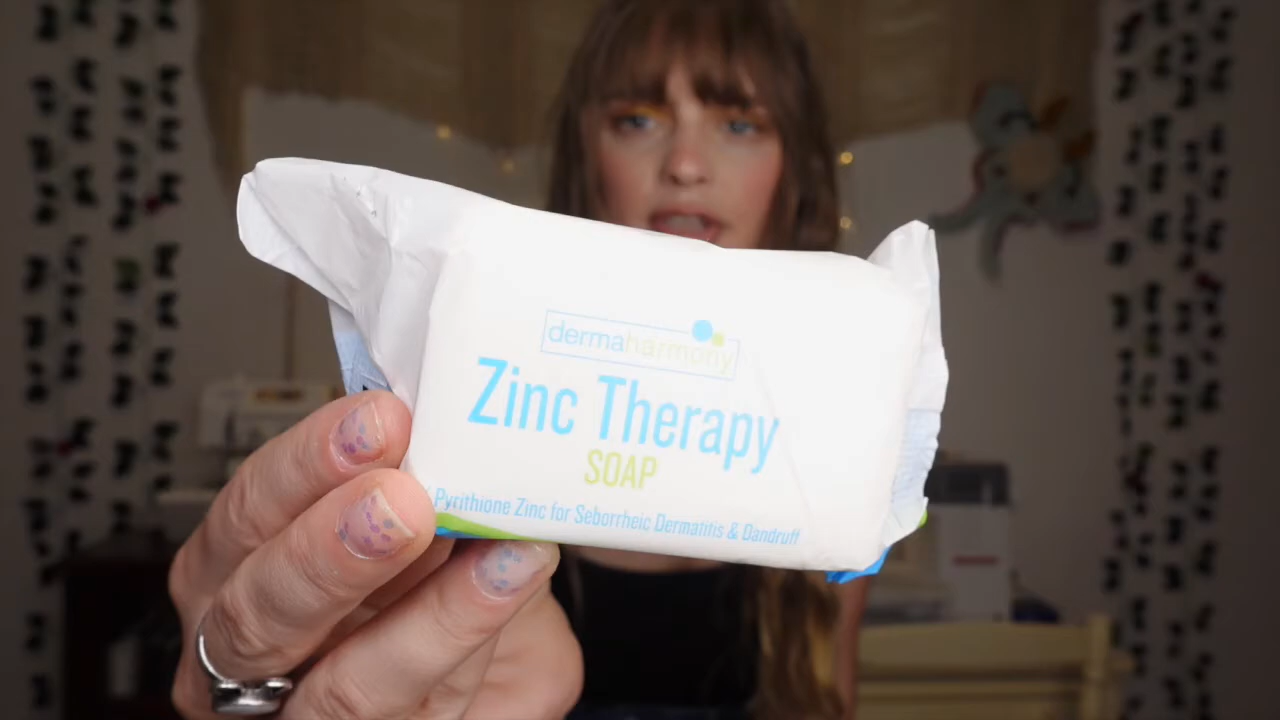 dermaharmony
Zinc Therapy
SOAP
Pyrithione Zinc for Seborrheic Dermatitis & Dandruff